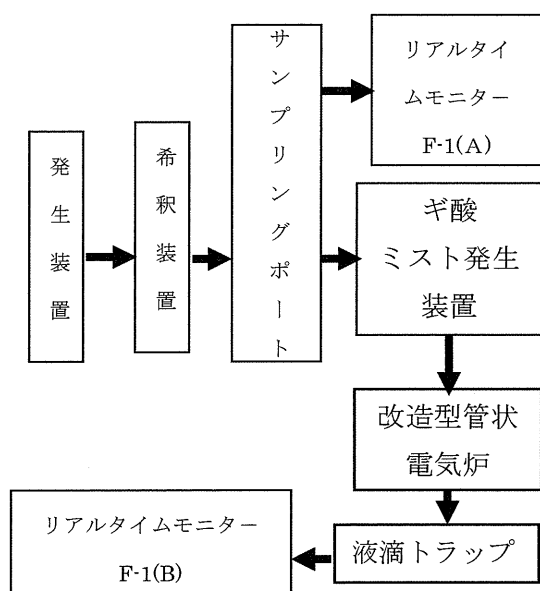 発生装置
希釈装置
サンプリングポート
リアルタイ
ムモニター
F-1(A)
ギ酸
ミスト発生
装置
改造型管状
電気炉
液滴トラップ
リアルタイムモニター
F-1(B)